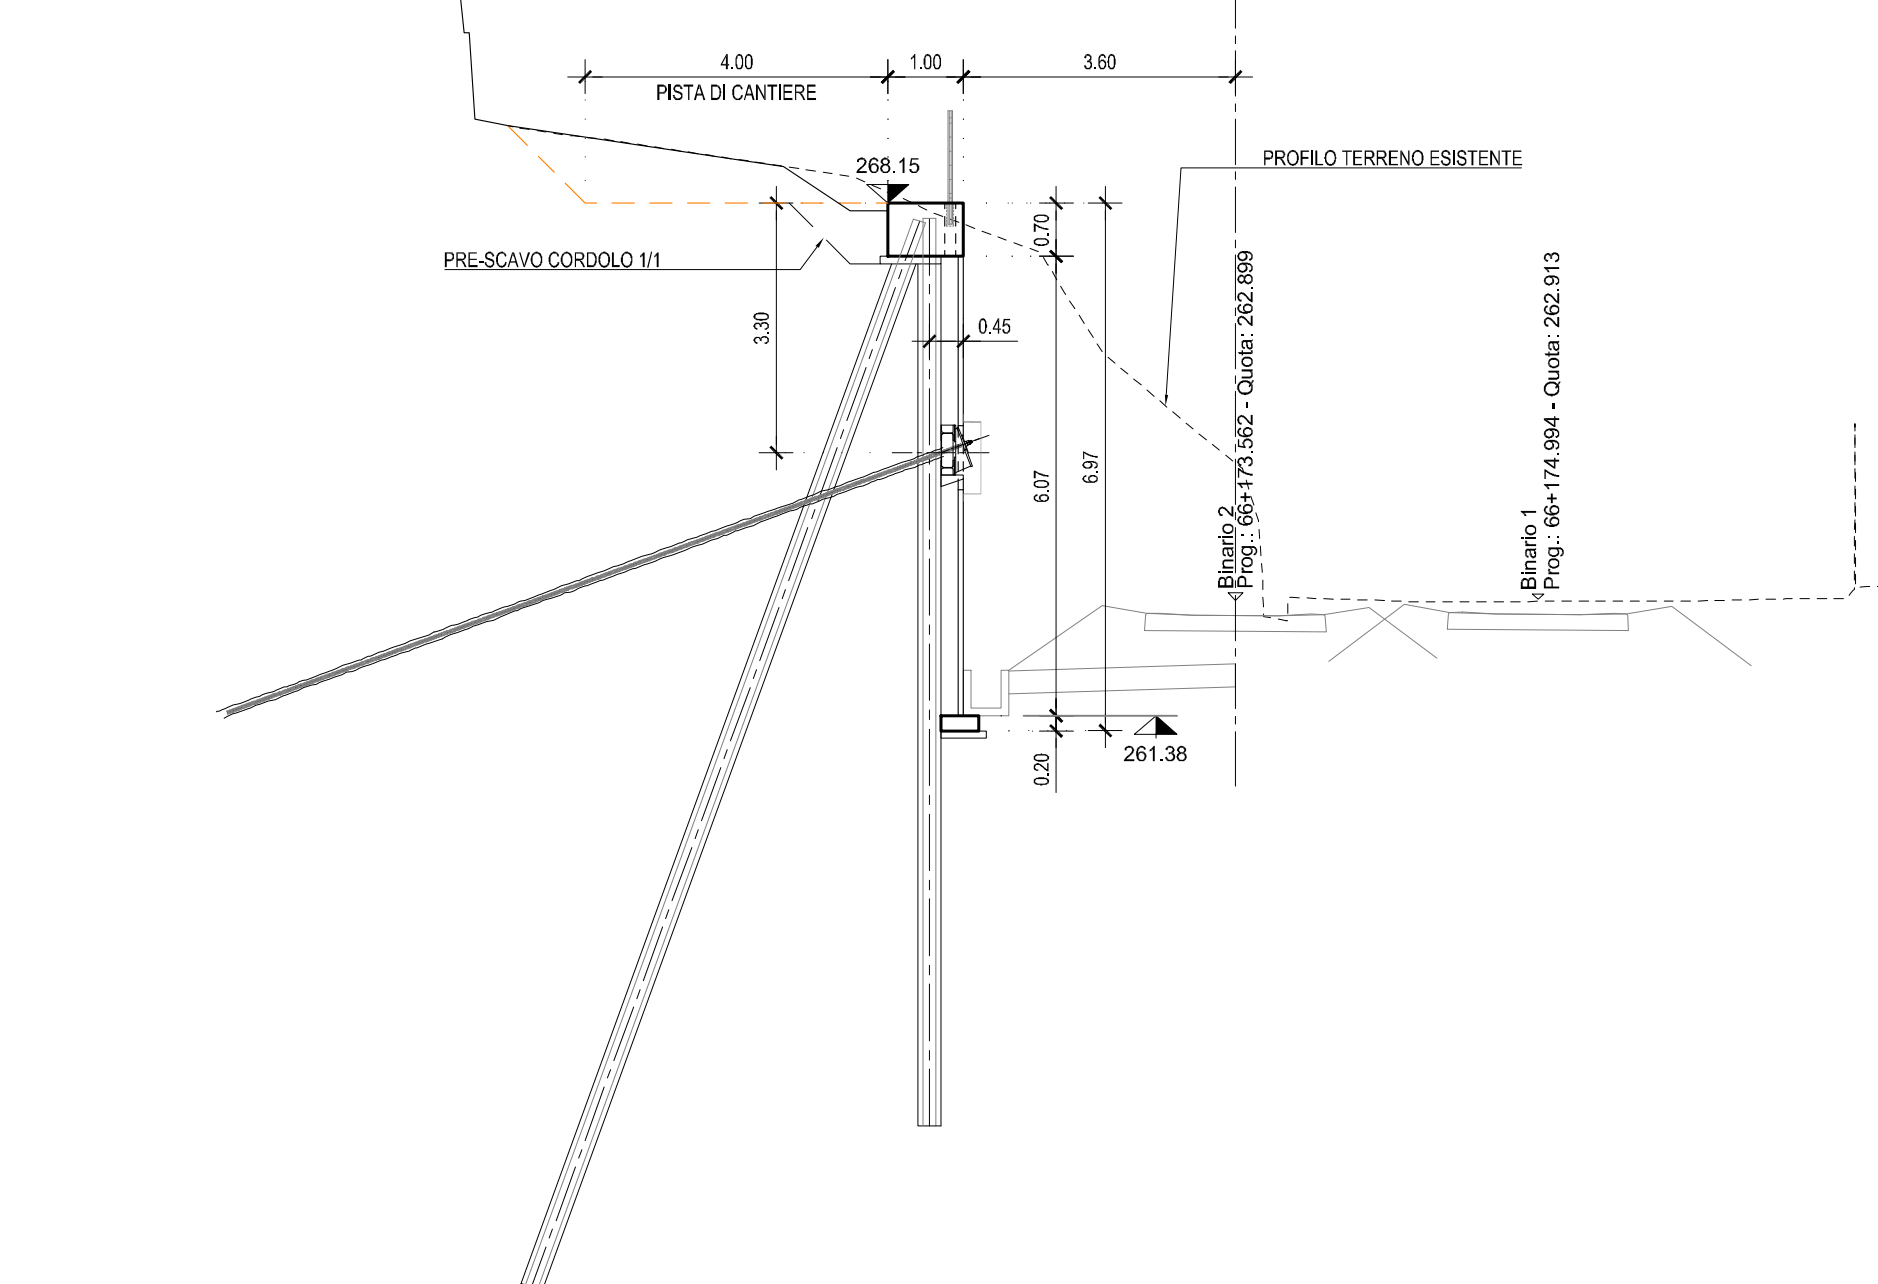 4.00
1.00
3.60
PISTA DI CANTIERE
268.15
PROFILO TERRENO ESISTENTE
0.70
PRE-SCAVO CORDOLO 1/1
3.30
0.45
6.07
6.97
Binario 2
Prog.: 66+173.562 - Quota: 262.899
Binario 1
Prog.: 66+174.994 - Quota: 262.913
261.38
0.20